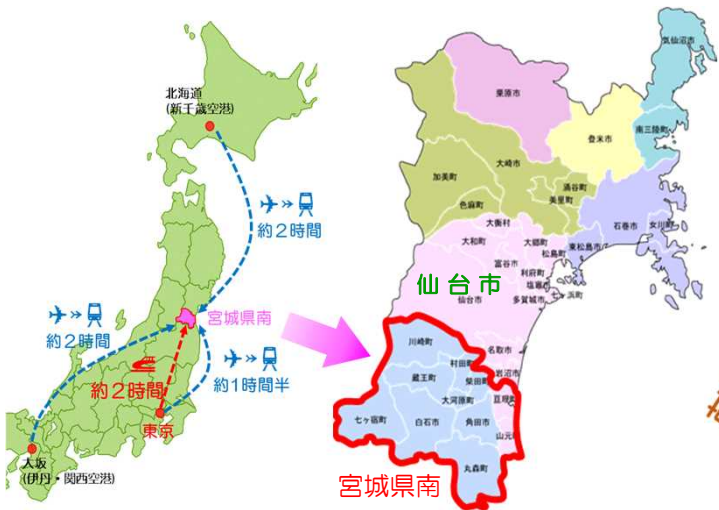 北海道
(新千歳空港)
約2時間
宮城県南
約2時間
約2時間
約1時間半
東京
大坂
(伊丹・関西空港)
気仙沼市
栗原市
南三陸町
登米市
大崎市
加美町
涌谷町
美里町
色麻町
石巻市
女川町
大衡村
大和町
大郷町
東松島市
松島町
富谷市
利府町
塩竈市
仙台市
七ヶ浜町
多賀城市
仙台市
川崎町
名取市
村田町
岩沼市
蔵王町
柴田町
大河原町
亘理町
七ヶ宿町
白石市
角田市
山元町
丸森町
宮城県南